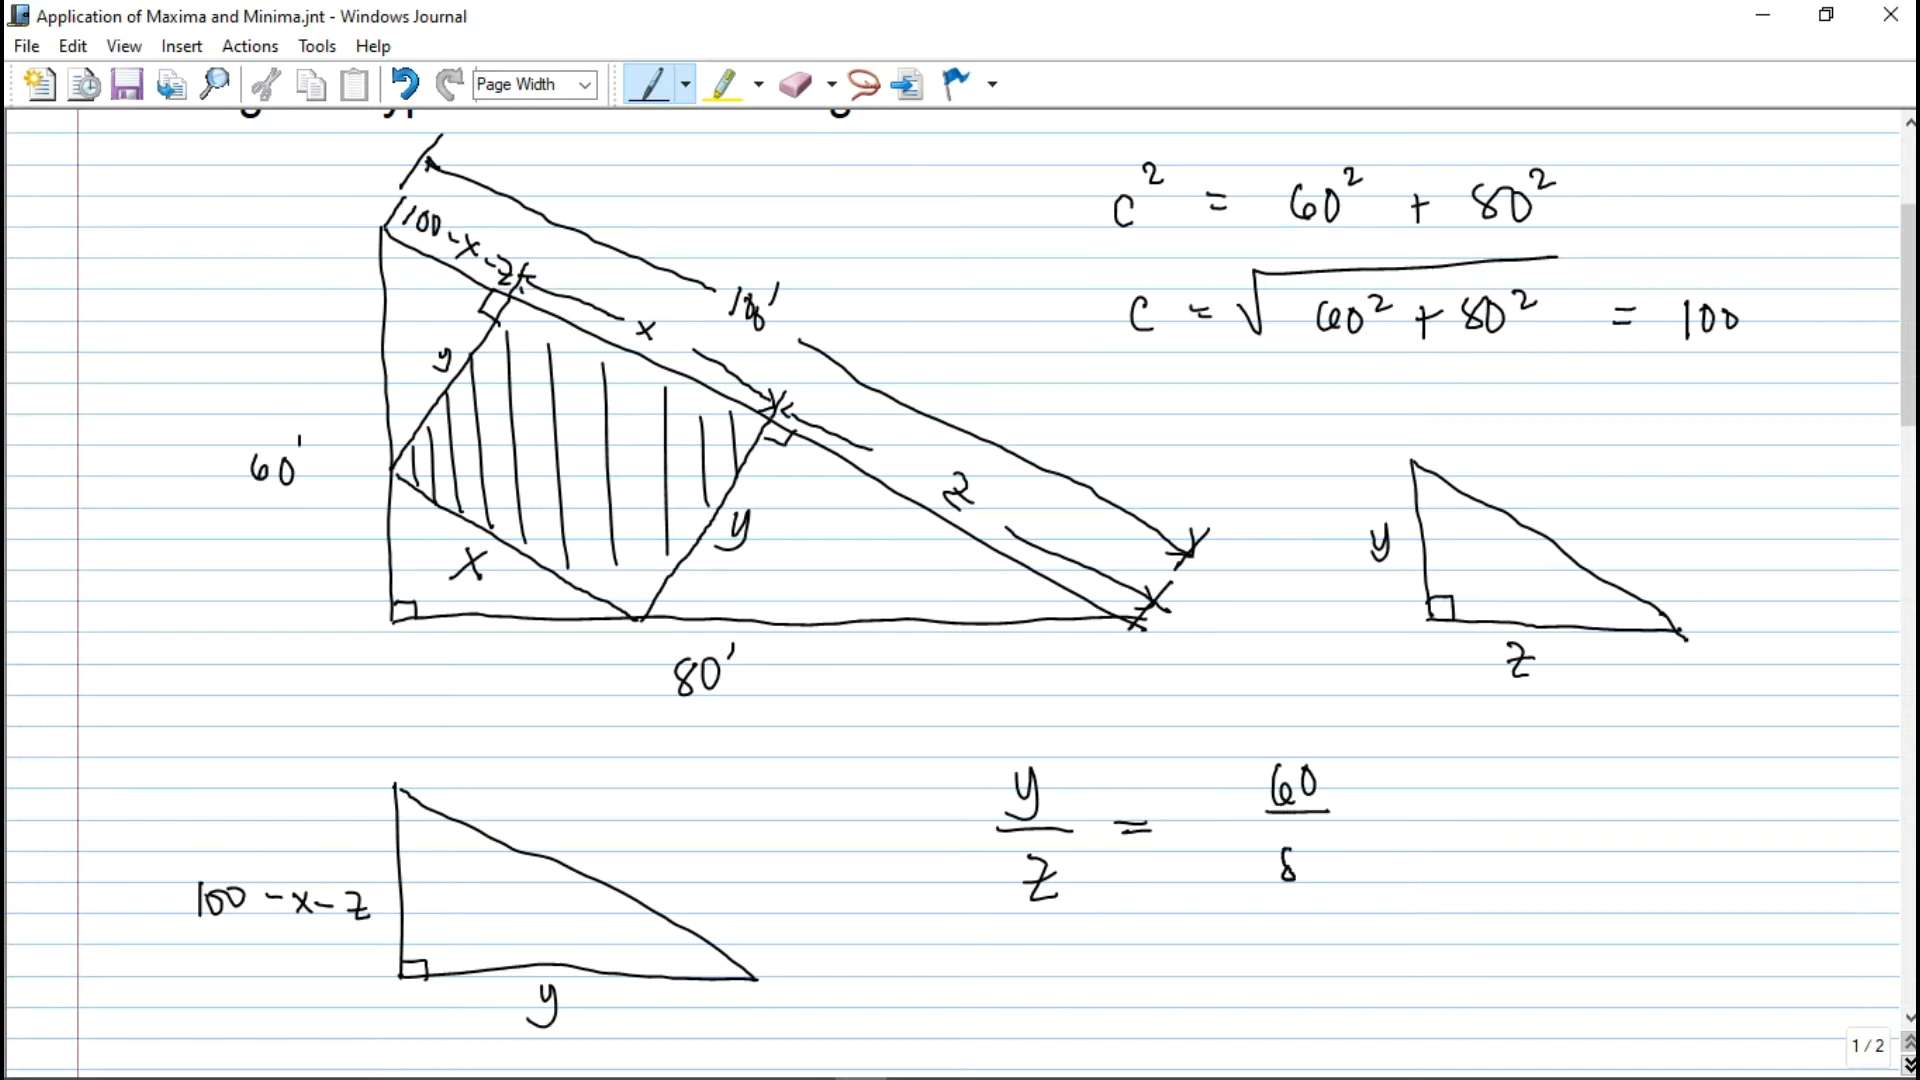 Application of Maxima and Minima.jnt - Windows Journal
File Edit View Insert Actions Tools Help
Page Width
c² = 60² + 80²
c = √60² + 80² = 100
100 - x - z
x
y
60'
z
y
x
80'
y
z
y/z = 60/8
100 - x - z
y
1 / 2